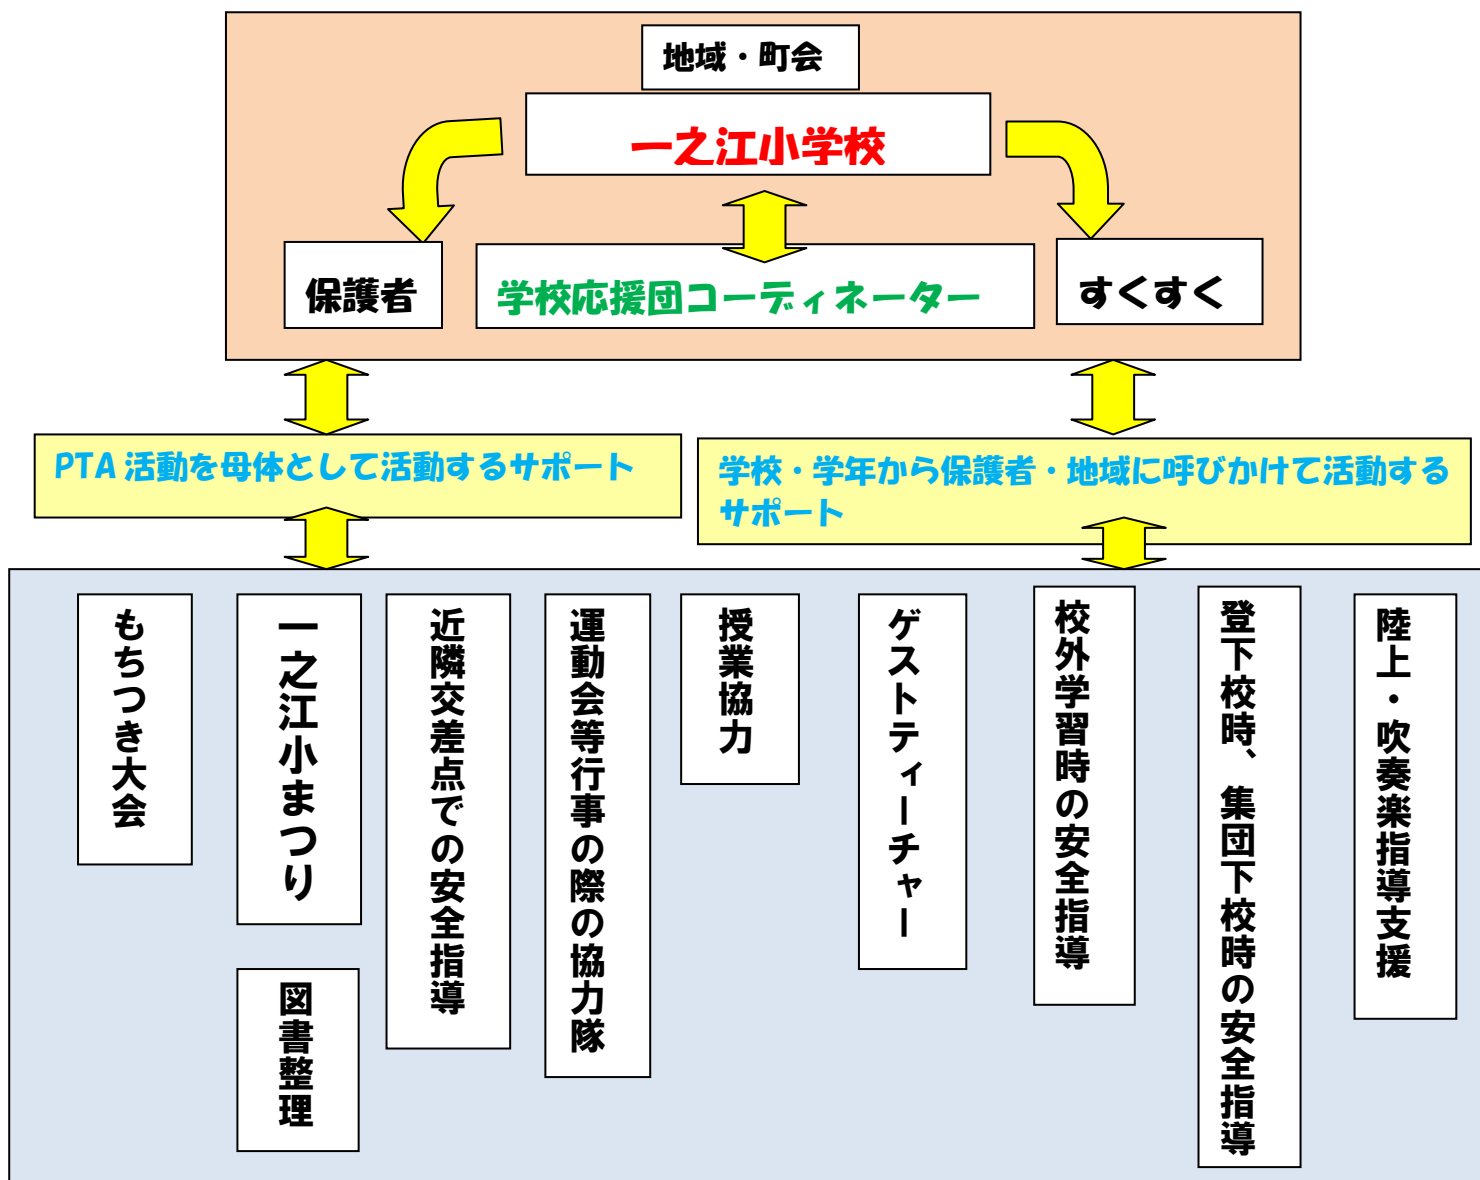 地域・町会
一之江小学校
保護者
学校応援団コーディネーター
すくすく
PTA 活動を母体として活動するサポート
学校・学年から保護者・地域に呼びかけて活動する
サポート
もちつき大会
一之江小まつり
図書整理
近隣交差点での安全指導
運動会等行事の際の協力隊
授業協力
ゲストティーチャー
校外学習時の安全指導
登下校時、集団下校時の安全指導
陸上・吹奏楽指導支援